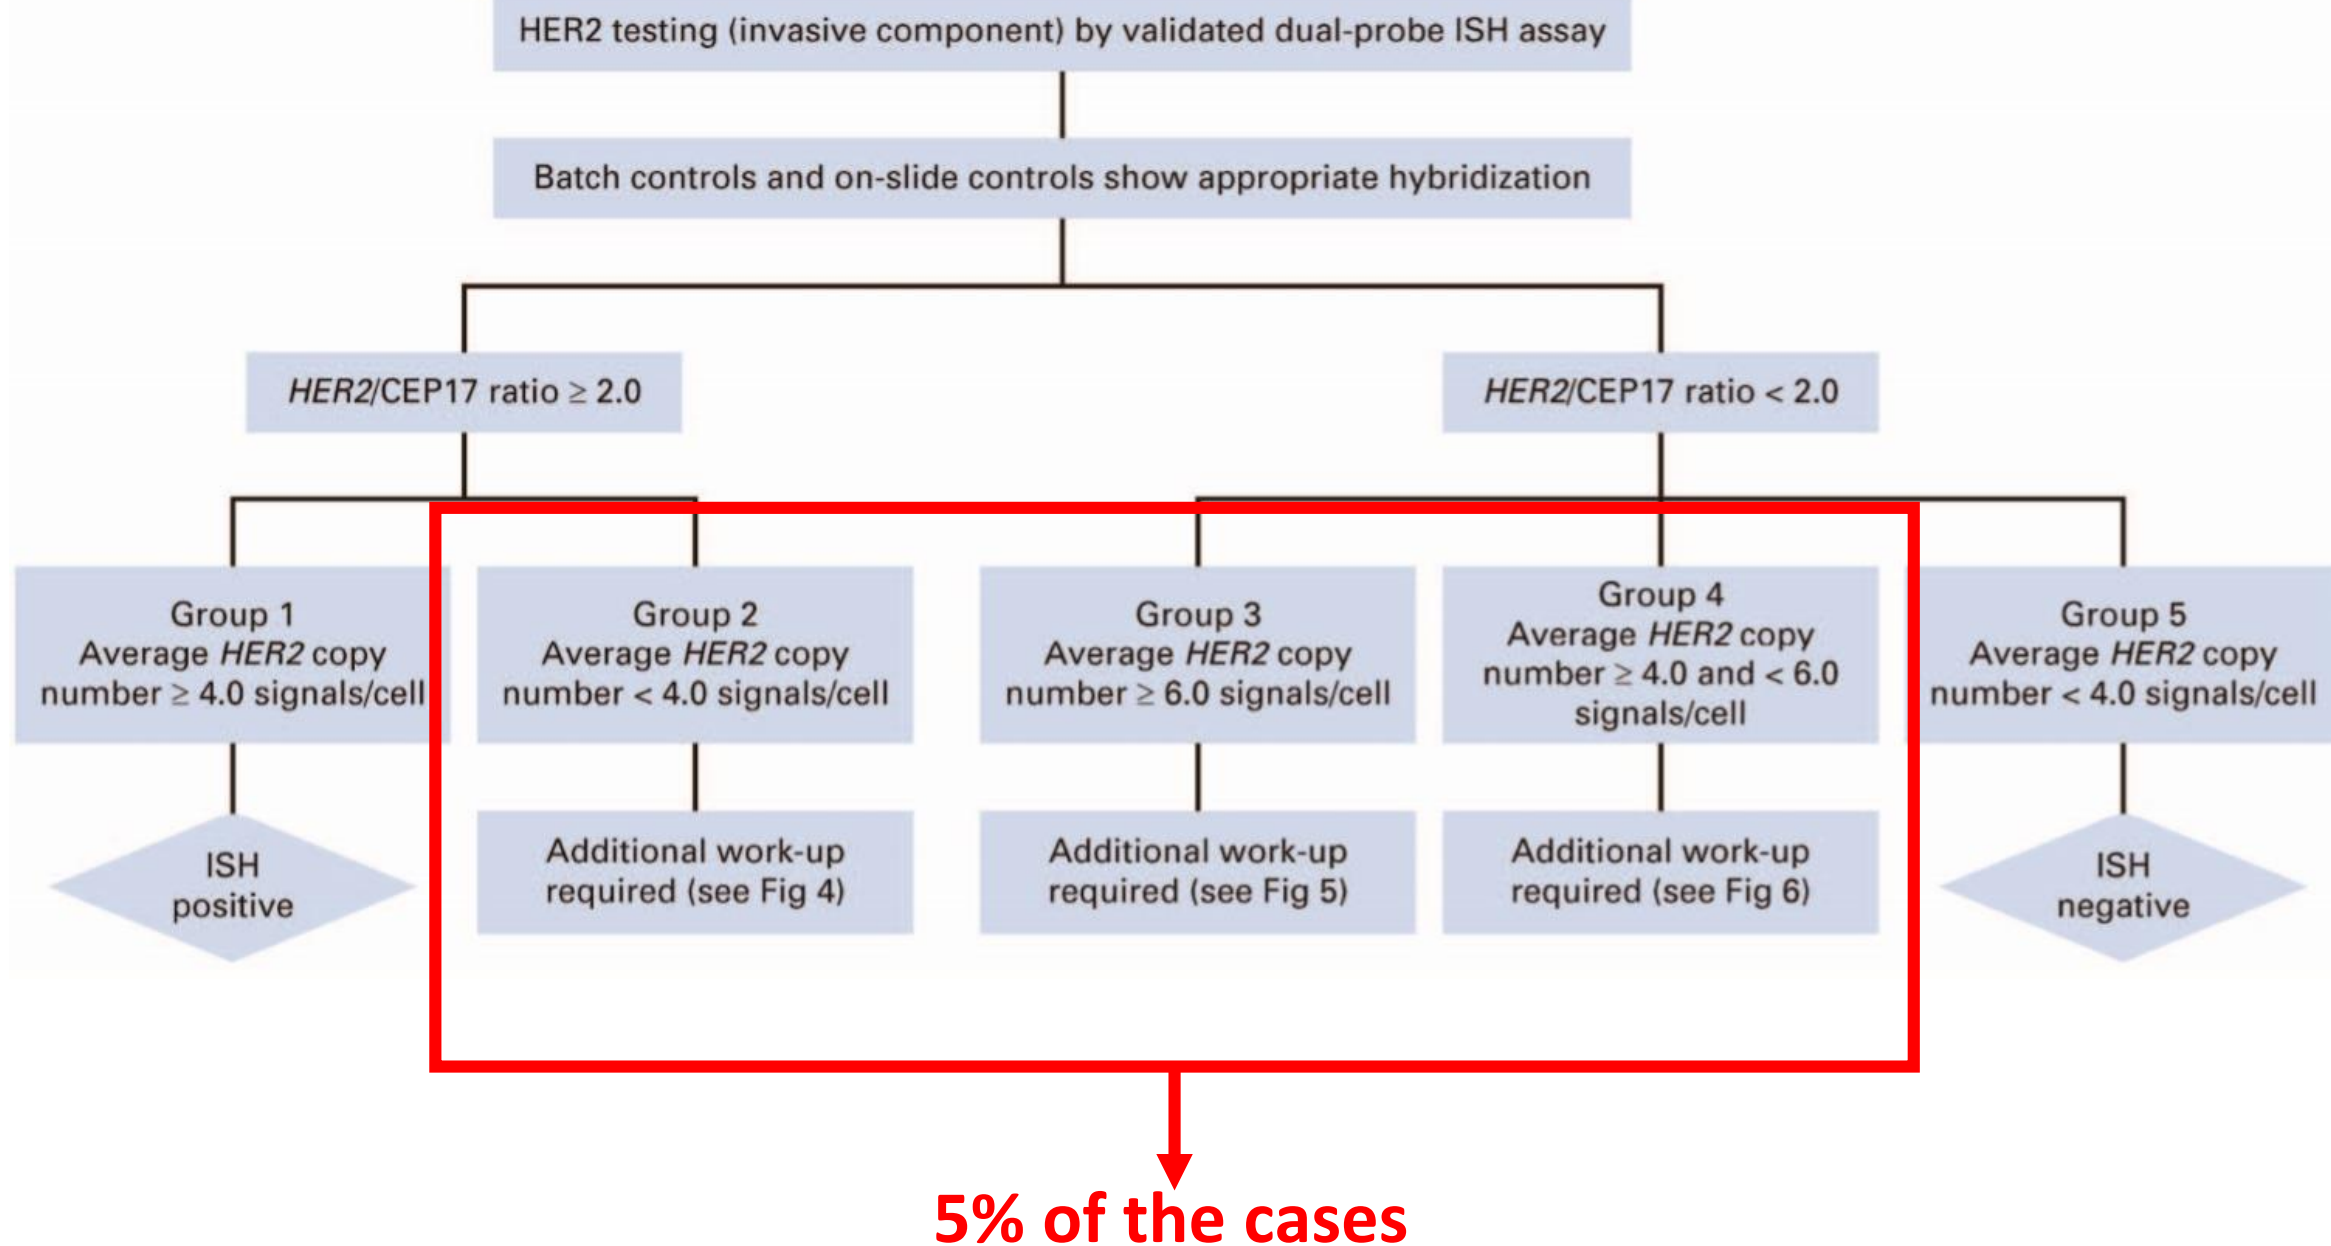 HER2 testing (invasive component) by validated dual-probe ISH assay
Batch controls and on-slide controls show appropriate hybridization
HER2/CEP17 ratio ≥ 2.0
HER2/CEP17 ratio < 2.0
Group 1
Average HER2 copy
number ≥ 4.0 signals/cell
Group 2
Average HER2 copy
number < 4.0 signals/cell
Group 3
Average HER2 copy
number ≥ 6.0 signals/cell
Group 4
Average HER2 copy
number ≥ 4.0 and < 6.0
signals/cell
Group 5
Average HER2 copy
number < 4.0 signals/cell
ISH
positive
Additional work-up
required (see Fig 4)
Additional work-up
required (see Fig 5)
Additional work-up
required (see Fig 6)
ISH
negative
5% of the cases